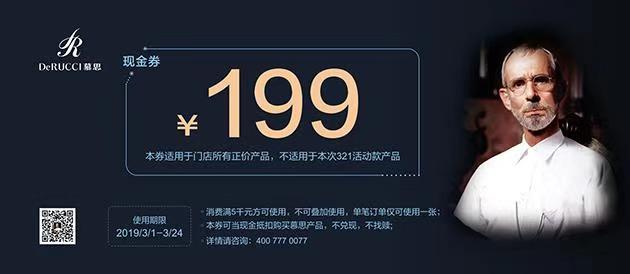 DeRUCCI 慕思
现金券
¥ 199
本券适用于门店所有正价产品，不适用于本次321活动款产品
使用期限
2019/3/1-3/24
· 消费满5千元方可使用，不可叠加使用，单笔订单仅可使用一张；
· 本券可当现金抵扣购买慕思产品，不兑现，不找赎；
· 详情请咨询：400 777 0077